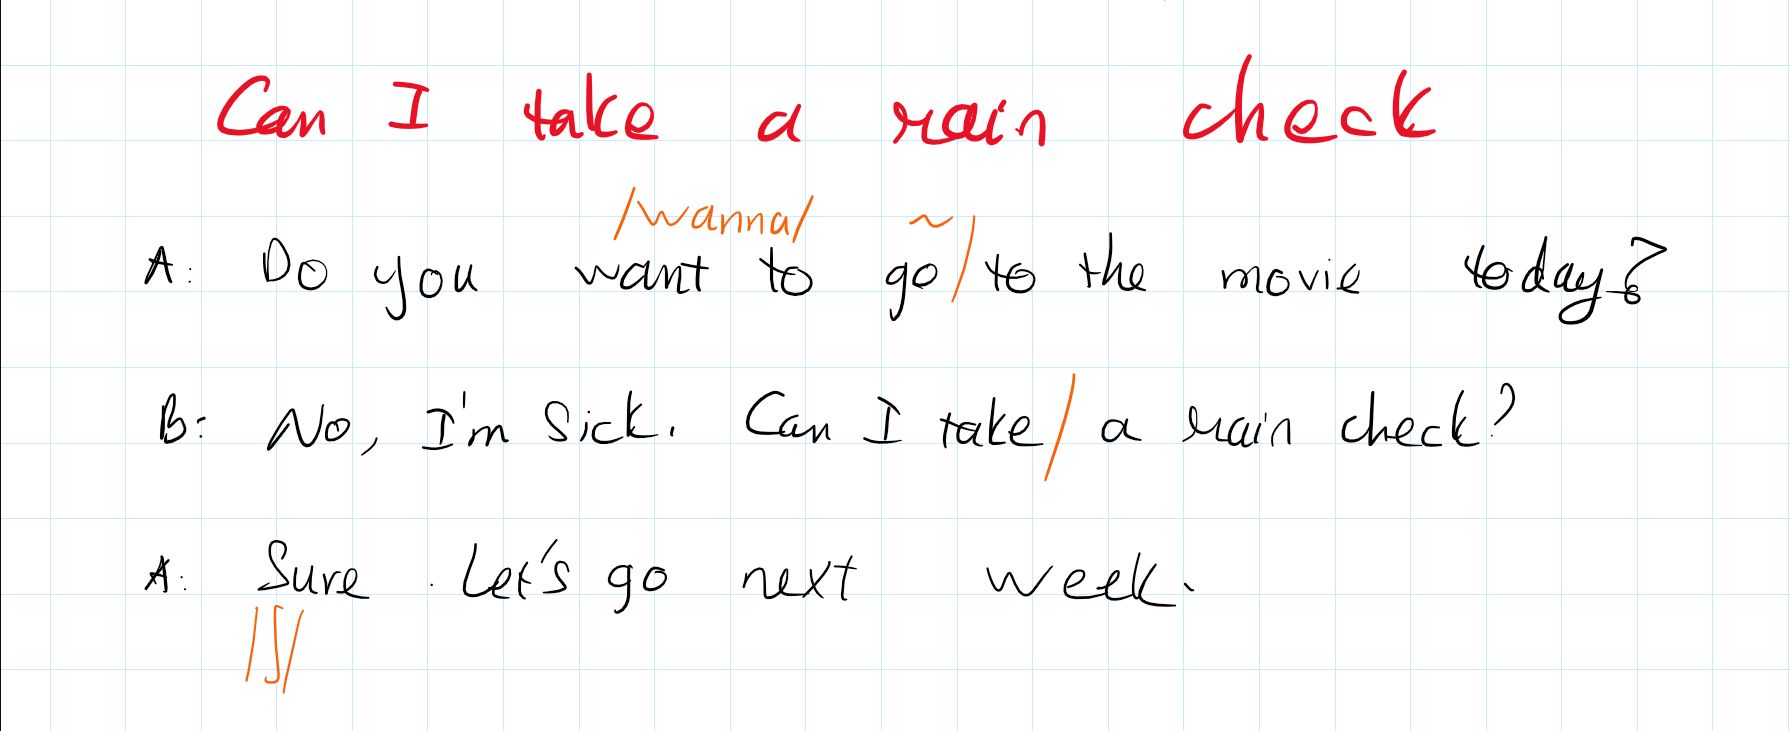 Can I take a rain check
/wanna/ ~
A: Do you want to go / to the movie today?
B: No, I'm sick. Can I take / a rain check?
A: Sure. Let's go next week.
/ʃ/